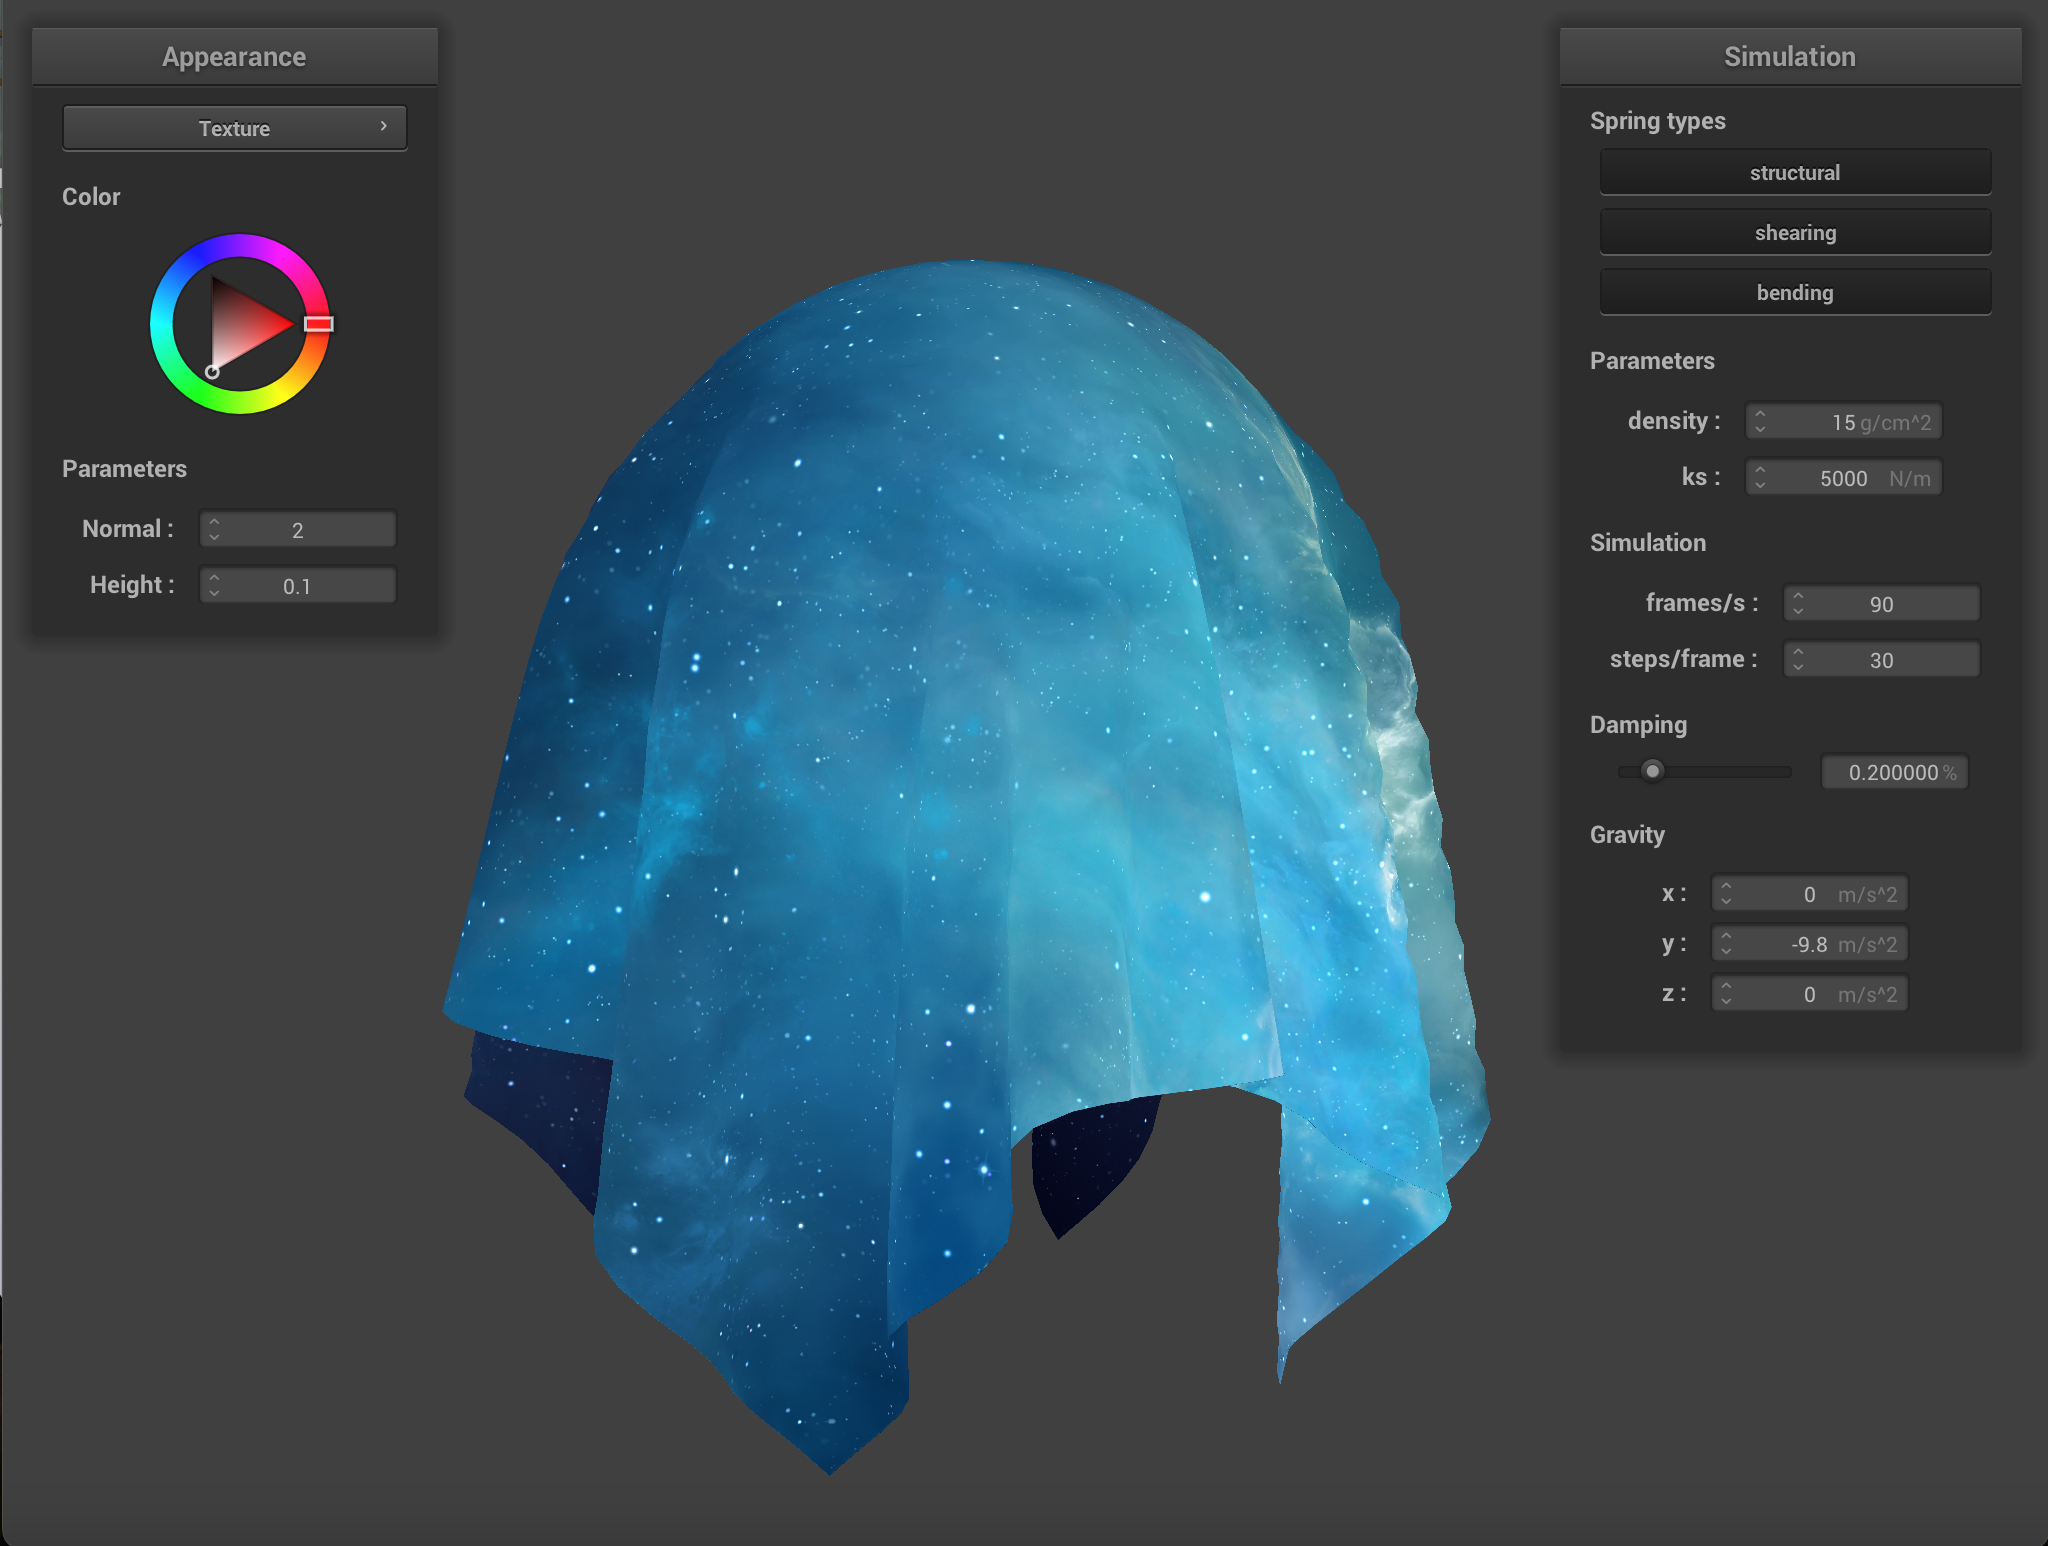 Appearance
Texture
Color
Parameters
Normal : 2
Height : 0.1
Simulation
Spring types
structural
shearing
bending
Parameters
density : 15 g/cm^2
ks : 5000 N/m
Simulation
frames/s : 90
steps/frame : 30
Damping
0.200000 %
Gravity
x : 0 m/s^2
y : -9.8 m/s^2
z : 0 m/s^2